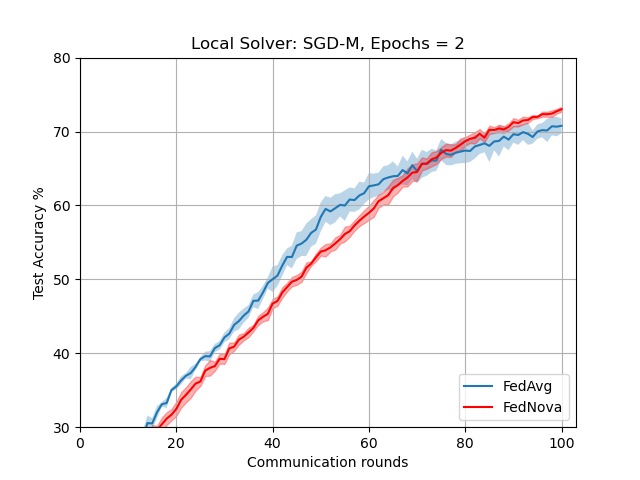 Local Solver: SGD-M, Epochs = 2
80
70
60
50
40
30
Test Accuracy %
0 20 40 60 80 100
Communication rounds
FedAvg
FedNova